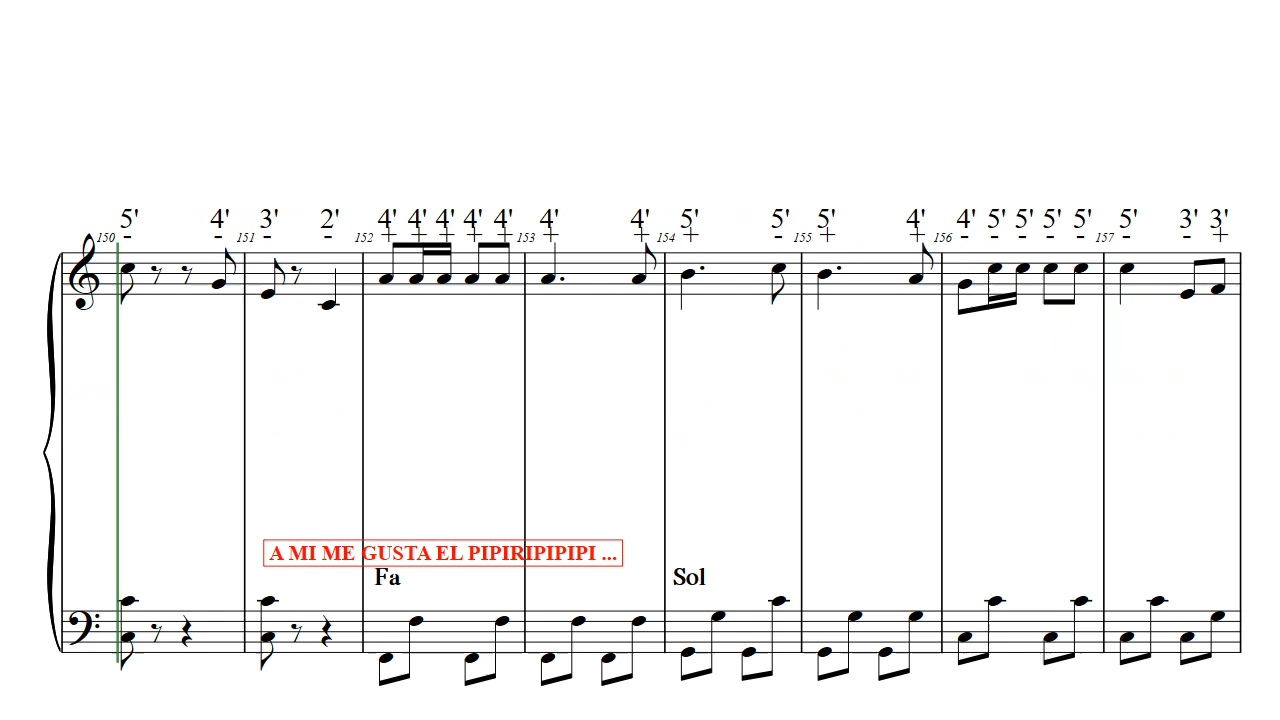 5' 4' 3' 2' 4' 4' 4' 4' 4' 4' 4' 5' 5' 5' 4' 4' 5' 5' 5' 5' 5' 3' 3'
- - - - + + + + + + + + - + + - - - - - - - +
150 151 152 153 154 155 156 157
A MI ME GUSTA EL PIPIRIPIPIPI ...
Fa Sol